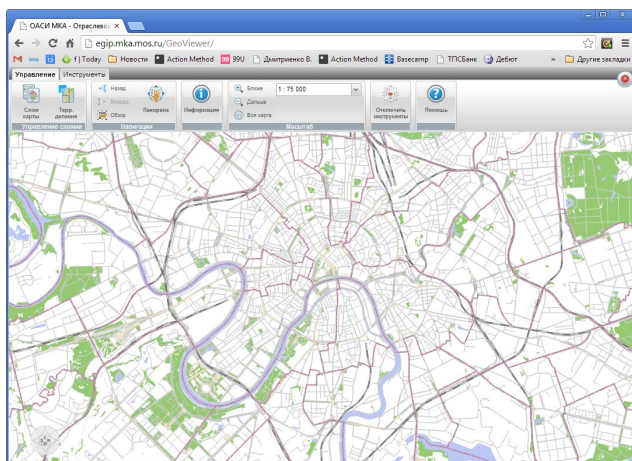 ОАСИ МКА - Отраслевой
egip.mka.mos.ru/GeoViewer/
f | Today Новости Action Method 99 99U Дмитриенко В. Action Method Basecamp ТПСБанк Дебют » Другие закладки
Управление Инструменты
Слои карты
Терр. деление
Управление слоями
Назад
Вперед
Обзор
Панорама
Навигация
Информация
Ближе 1 : 75 000
Дальше
Вся карта
Масштаб
Отключить инструменты
Помощь